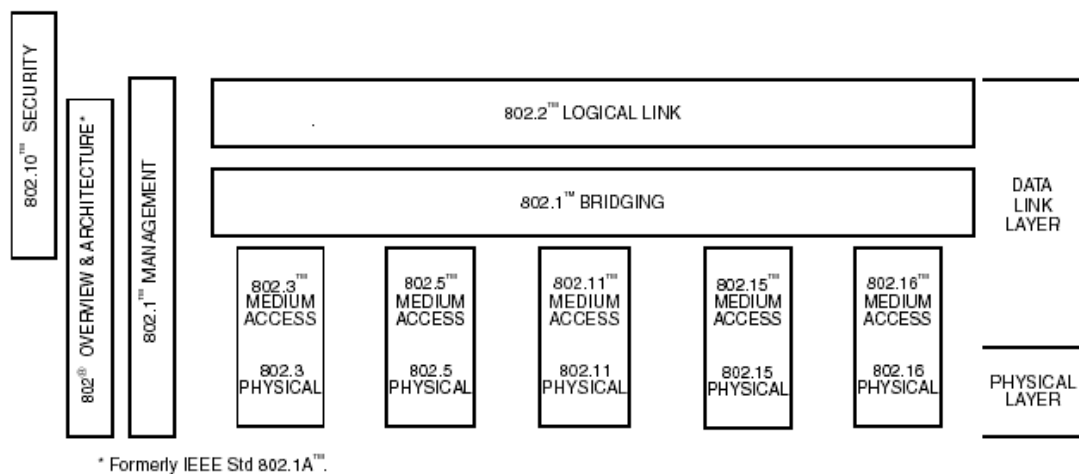 802.10™ SECURITY
802® OVERVIEW & ARCHITECTURE*
802.1™ MANAGEMENT
802.2™ LOGICAL LINK
802.1™ BRIDGING
802.3™
MEDIUM
ACCESS
802.3
PHYSICAL
802.5™
MEDIUM
ACCESS
802.5
PHYSICAL
802.11™
MEDIUM
ACCESS
802.11
PHYSICAL
802.15™
MEDIUM
ACCESS
802.15
PHYSICAL
802.16™
MEDIUM
ACCESS
802.16
PHYSICAL
DATA
LINK
LAYER
PHYSICAL
LAYER
* Formerly IEEE Std 802.1A™.